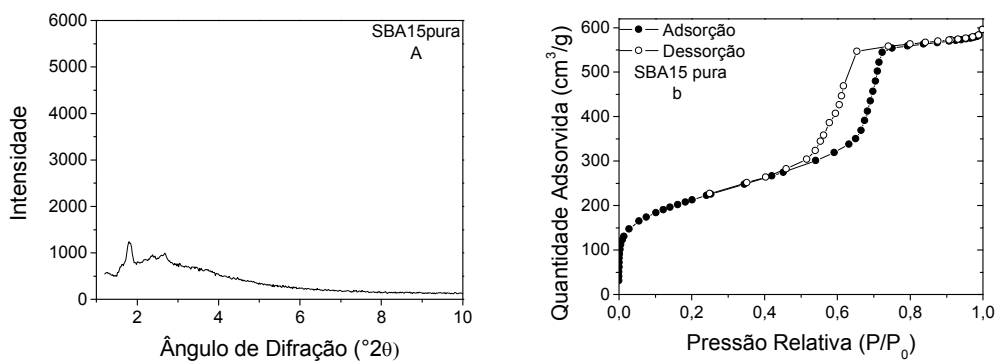 6000
5000
4000
3000
2000
1000
0
Intensidade
SBA15pura
A
2 4 6 8 10
Ângulo de Difração (°2θ)
600
500
400
300
200
100
0
Quantidade Adsorvida (cm³/g)
Adsorção
Dessorção
SBA15 pura
b
0,0 0,2 0,4 0,6 0,8 1,0
Pressão Relativa (P/P₀)